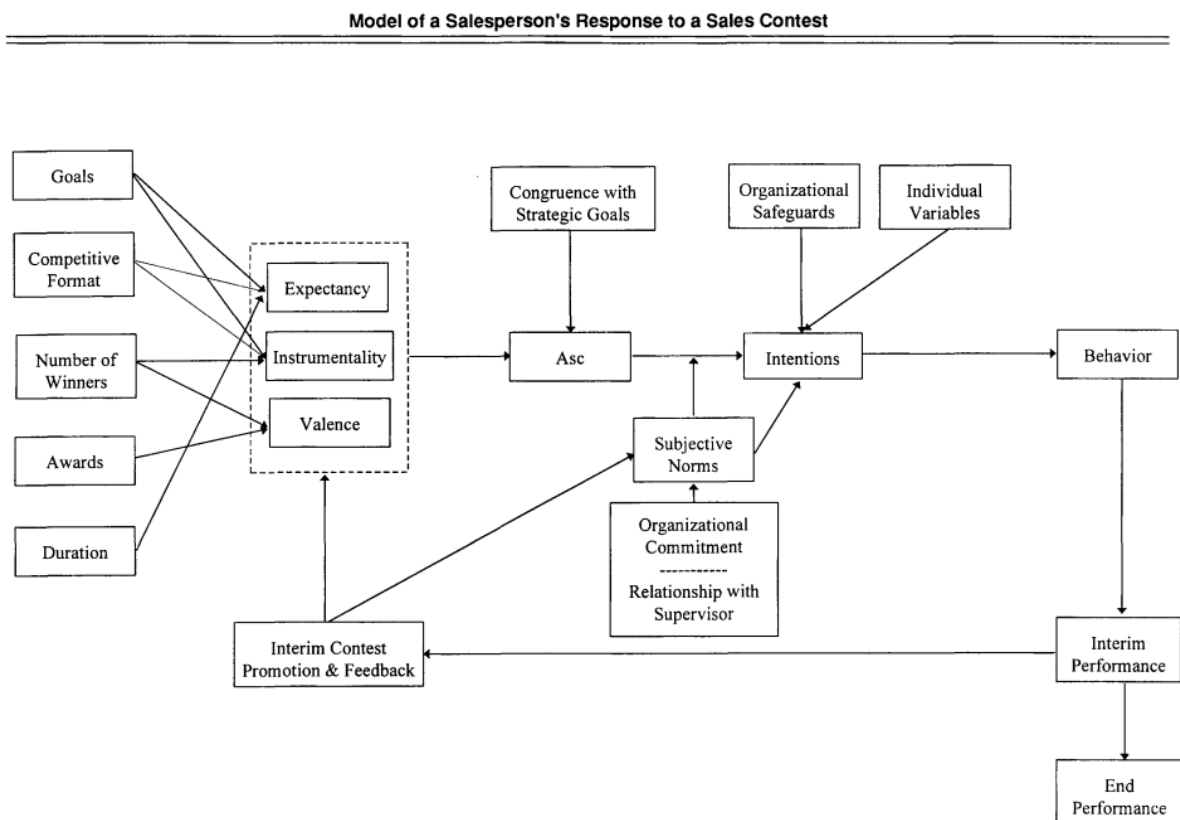 Model of a Salesperson's Response to a Sales Contest
Goals
Congruence with
Strategic Goals
Organizational
Safeguards
Individual
Variables
Competitive
Format
Expectancy
Instrumentality
Valence
Number of
Winners
Asc
Intentions
Behavior
Awards
Subjective
Norms
Duration
Organizational
Commitment
Relationship with
Supervisor
Interim Contest
Promotion & Feedback
Interim
Performance
End
Performance